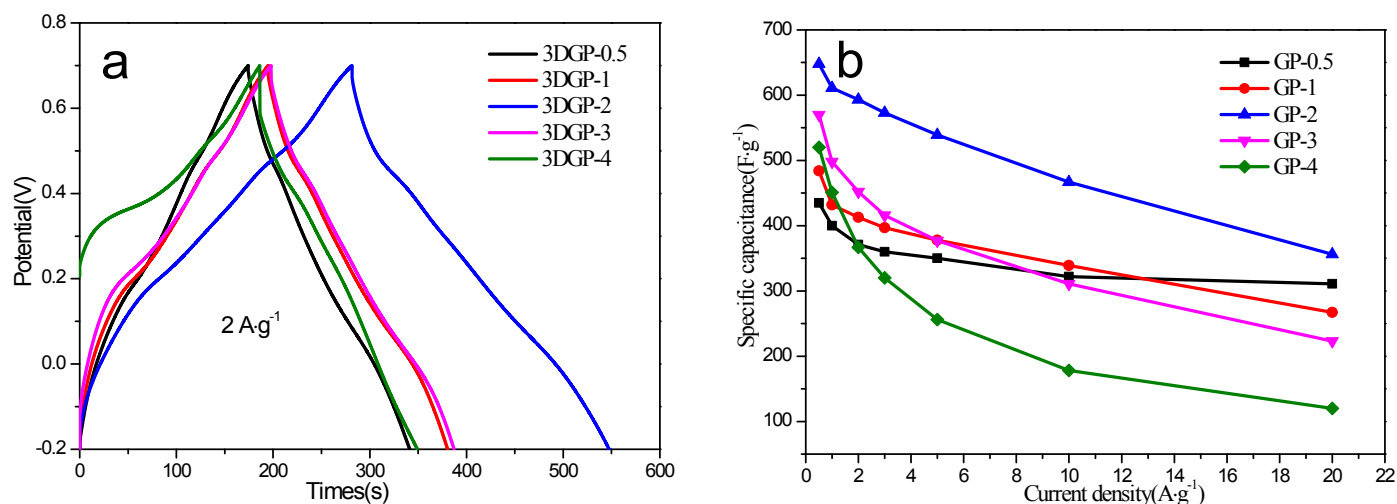 a
3DGP-0.5
3DGP-1
3DGP-2
3DGP-3
3DGP-4
2 A·g-1
Potential(V)
0.8
0.6
0.4
0.2
0.0
-0.2
0 100 200 300 400 500 600
Times(s)
b
GP-0.5
GP-1
GP-2
GP-3
GP-4
Specific capacitance(F·g-1)
700
600
500
400
300
200
100
0 2 4 6 8 10 12 14 16 18 20 22
Current density(A·g-1)